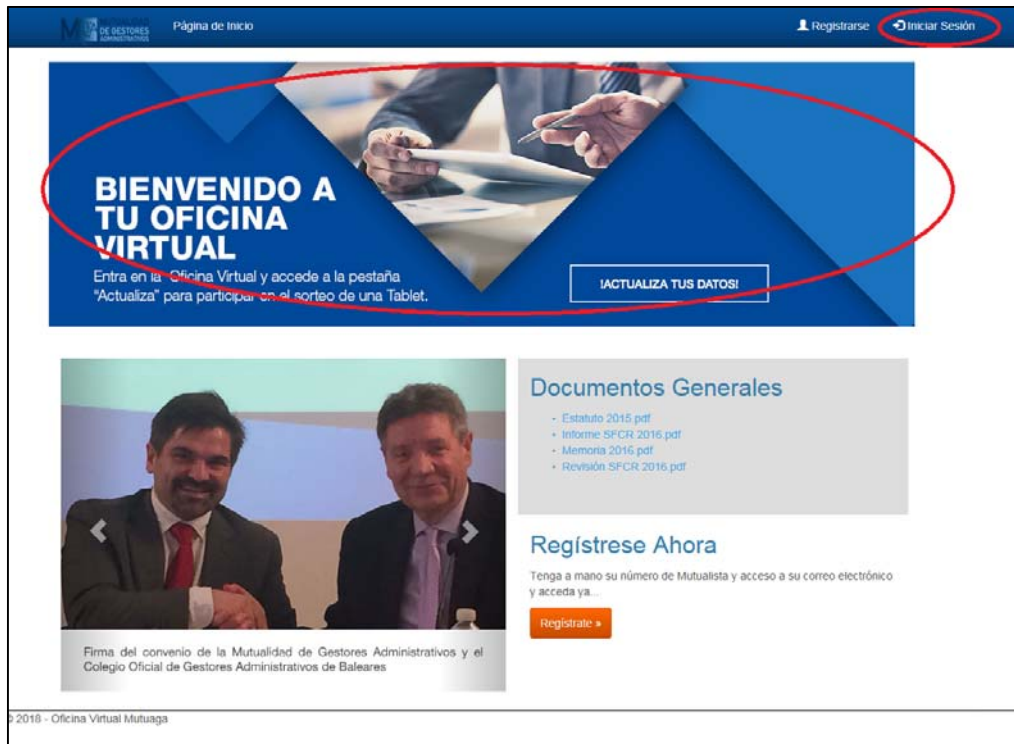 MUTUALIDAD
DE GESTORES
ADMINISTRATIVOS
Página de Inicio
Registrarse
Iniciar Sesión
BIENVENIDO A
TU OFICINA
VIRTUAL
Entra en la Oficina Virtual y accede a la pestaña
"Actualiza" para participar en el sorteo de una Tablet.
¡ACTUALIZA TUS DATOS!
Firma del convenio de la Mutualidad de Gestores Administrativos y el
Colegio Oficial de Gestores Administrativos de Baleares
Documentos Generales
Estatuto 2015.pdf
Informe SFCR 2016.pdf
Memoria 2016.pdf
Revisión SFCR 2016.pdf
Regístrese Ahora
Tenga a mano su número de Mutualista y acceso a su correo electrónico
y acceda ya...
Regístrate »
© 2018 - Oficina Virtual Mutuaga